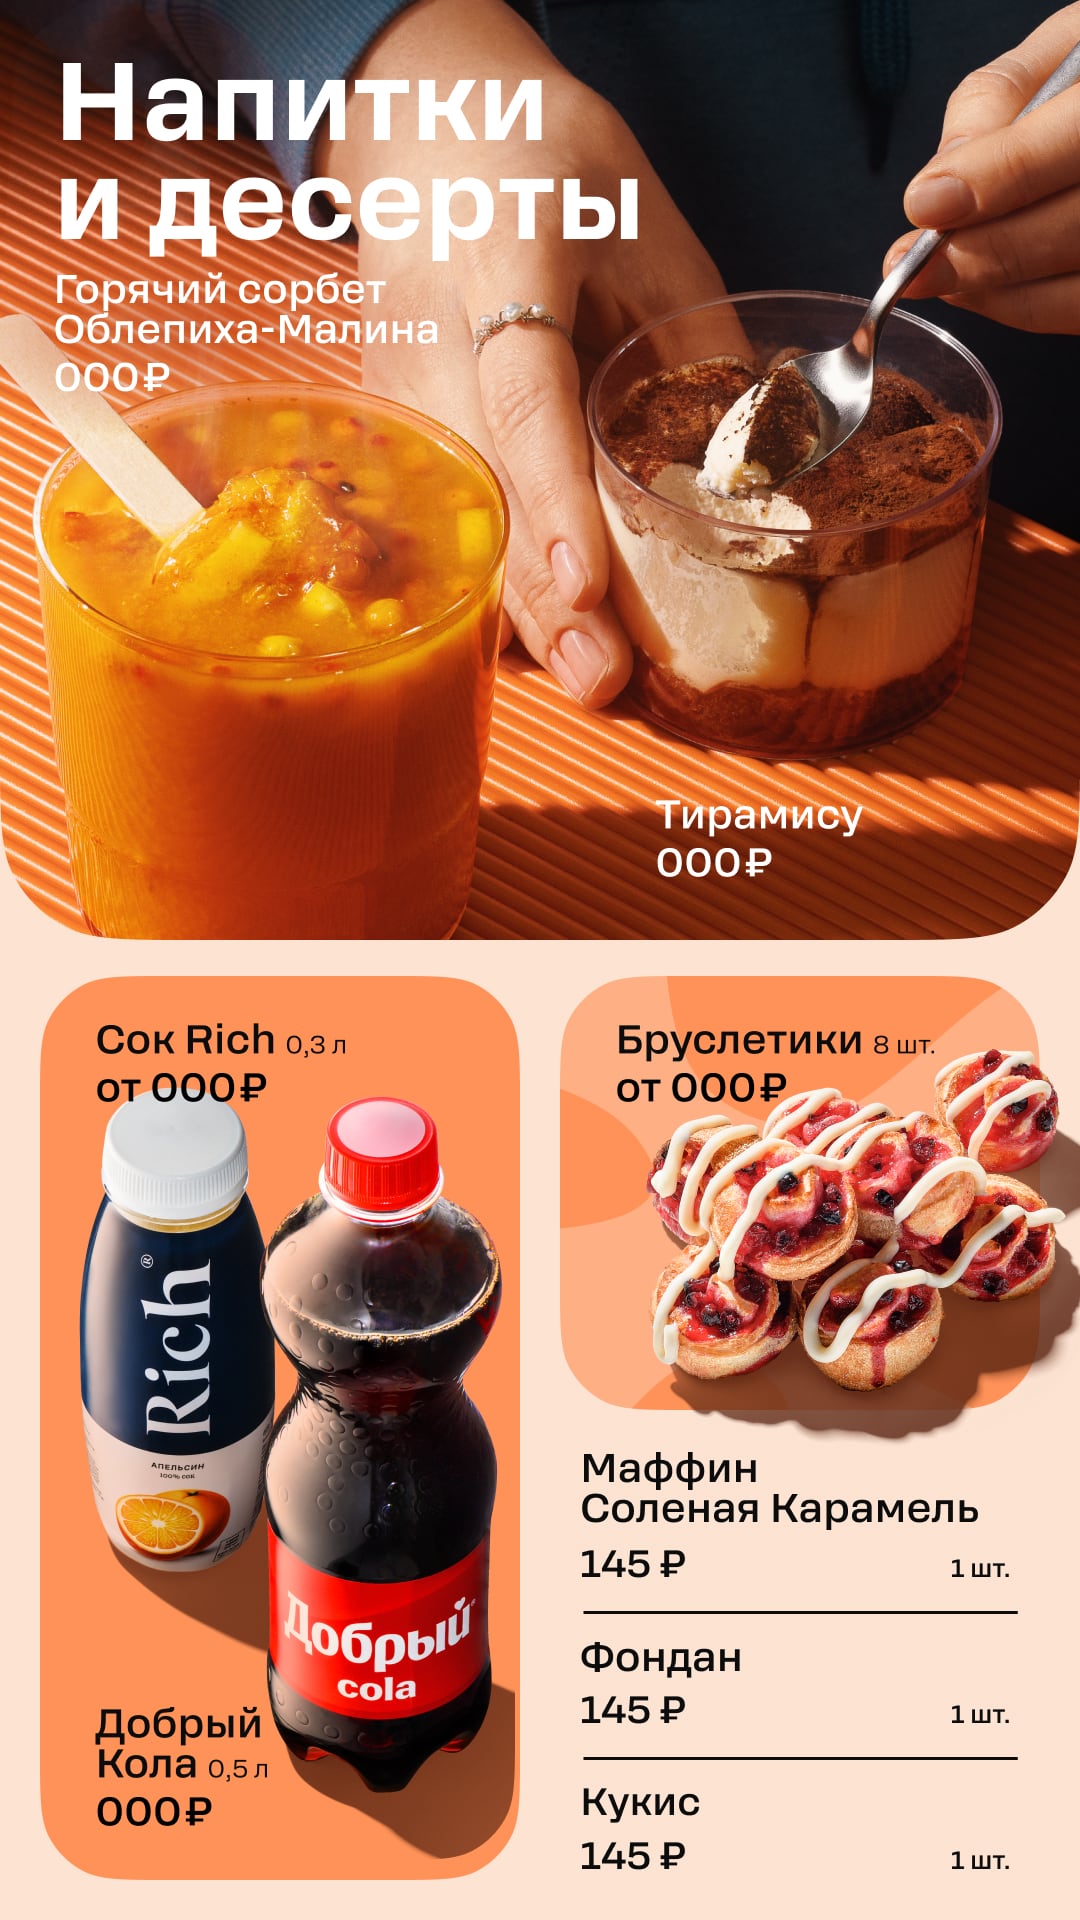 Напитки
и десерты
Горячий сорбет
Облепиха-Малина
000₽
Тирамису
000₽
Сок Rich 0,3 л
от 000₽
Rich®
АПЕЛЬСИН
100% сок
Добрый
cola
Добрый
Кола 0,5 л
000₽
Бруслетики 8 шт.
от 000₽
Маффин
Соленая Карамель
145 ₽ 1 шт.
Фондан
145 ₽ 1 шт.
Кукис
145 ₽ 1 шт.